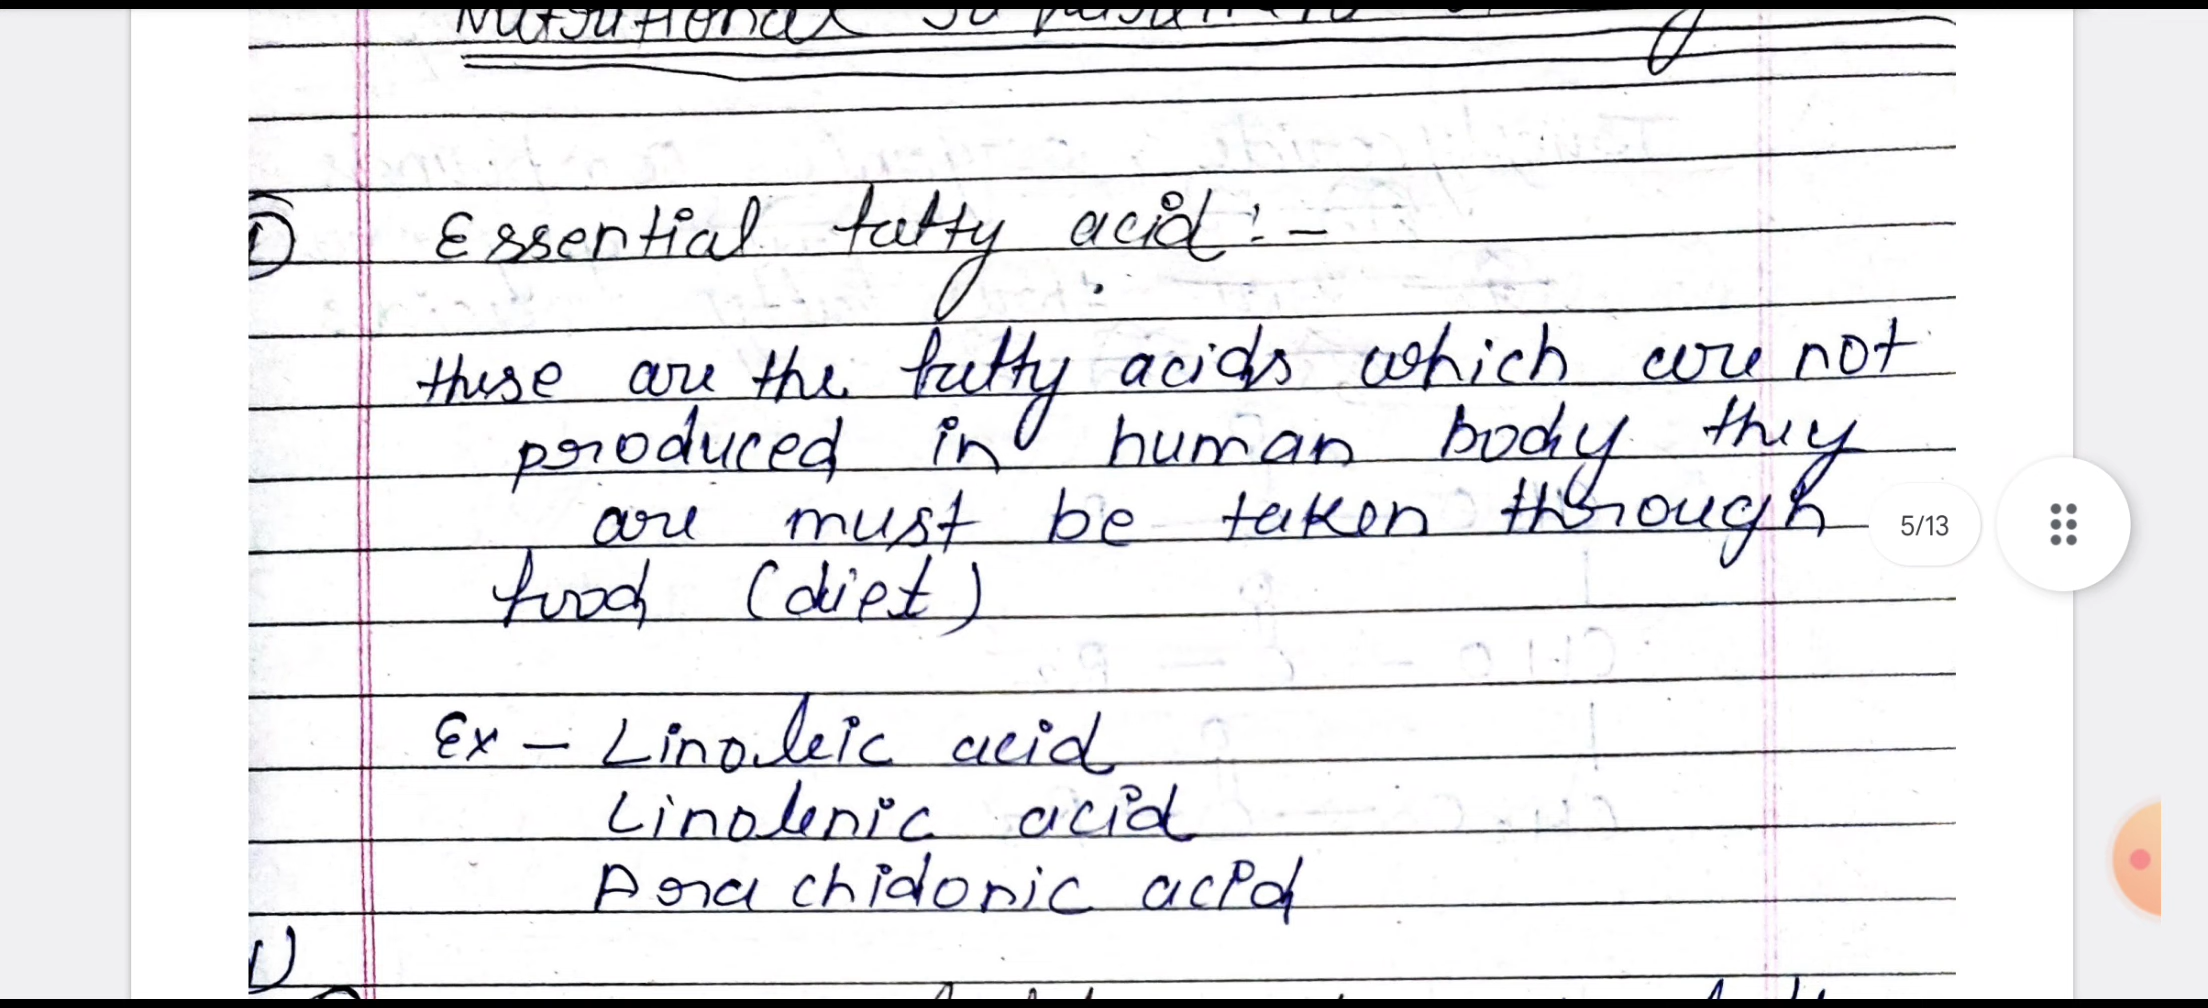 Nutritional
① Essential fatty acid :-
these are the fatty acids which are not
produced in human body they
are must be taken through
food (diet)
5/13
Ex - Linoleic acid
Linolenic acid
Arachidonic acid